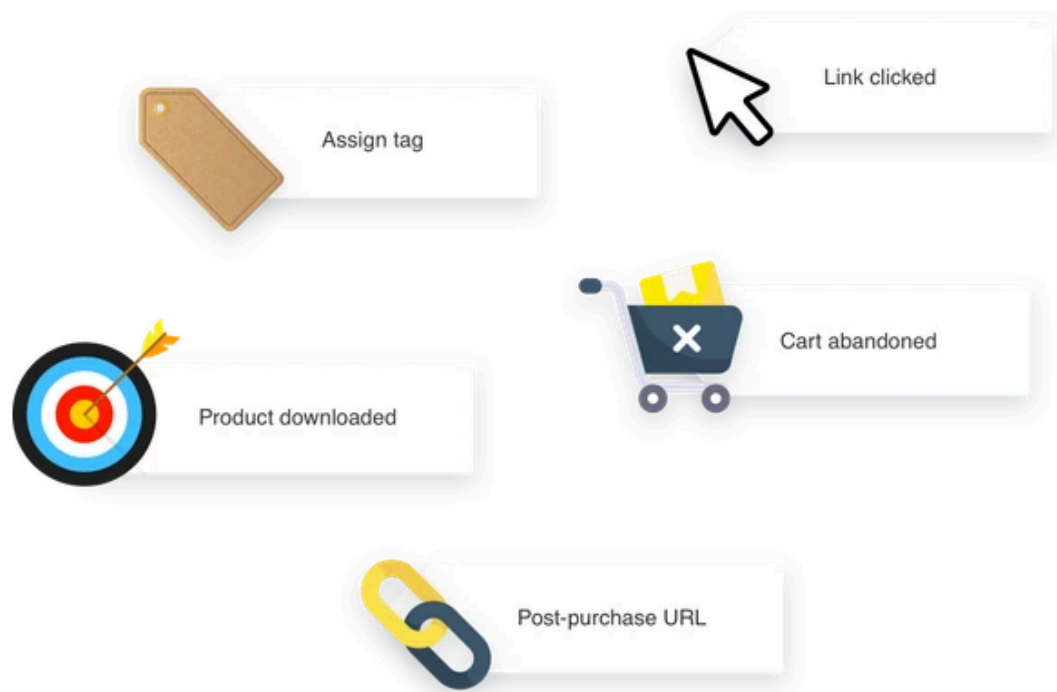 Link clicked
Assign tag
Cart abandoned
Product downloaded
Post-purchase URL